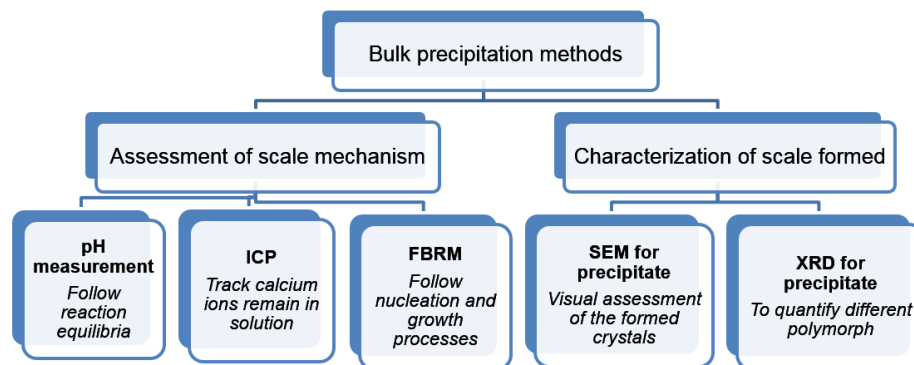 Bulk precipitation methods
Assessment of scale mechanism
Characterization of scale formed
pH
measurement
Follow
reaction
equilibria
ICP
Track calcium
ions remain in
solution
FBRM
Follow
nucleation and
growth
processes
SEM for
precipitate
Visual assessment
of the formed
crystals
XRD for
precipitate
To quantify different
polymorph